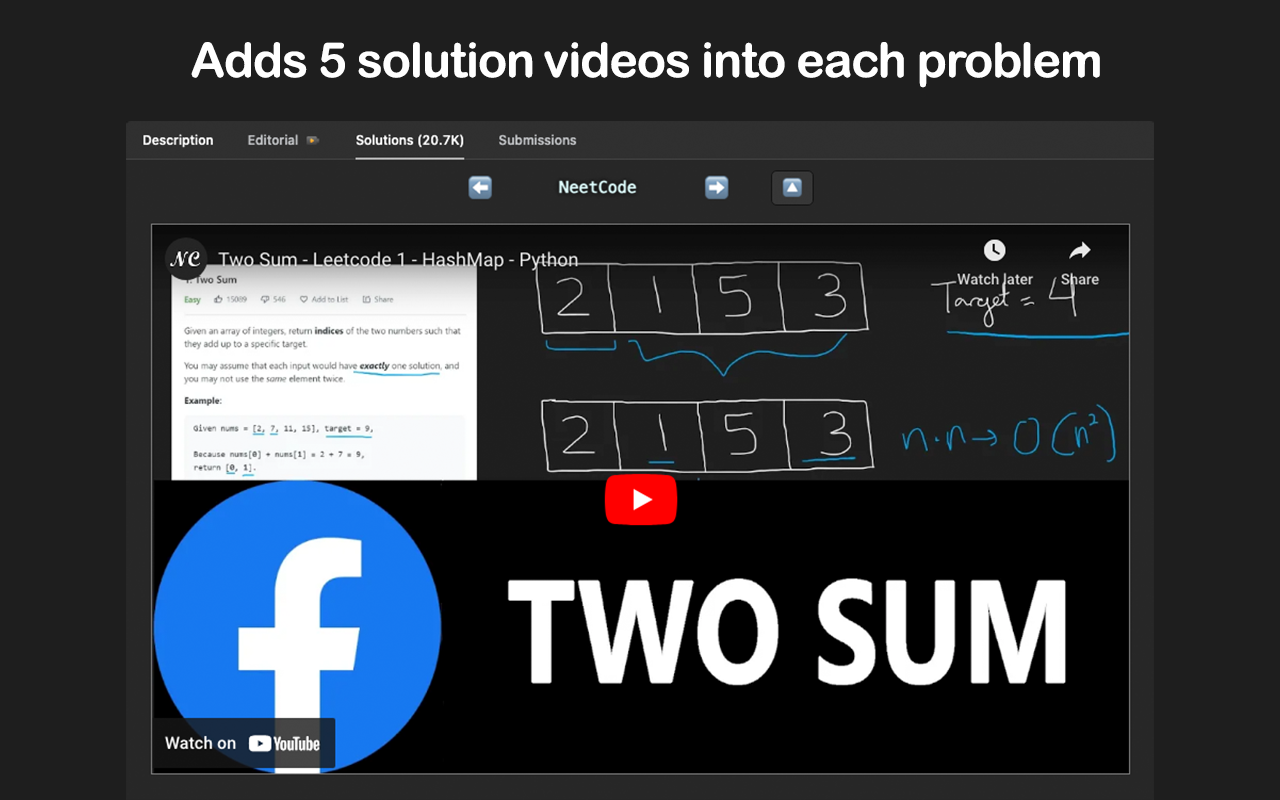 Adds 5 solution videos into each problem
Description Editorial Solutions (20.7K) Submissions
NeetCode
NC Two Sum - Leetcode 1 - HashMap - Python
Watch later Share
1. Two Sum
Easy 15089 546 Add to List Share
Given an array of integers, return indices of the two numbers such that
they add up to a specific target.
You may assume that each input would have exactly one solution, and
you may not use the same element twice.
Example:
Given nums = [2, 7, 11, 15], target = 9,
Because nums[0] + nums[1] = 2 + 7 = 9,
return [0, 1].
2 1 5 3
Target = 4
2 1 5 3
n·n→ O(n²)
TWO SUM
Watch on YouTube